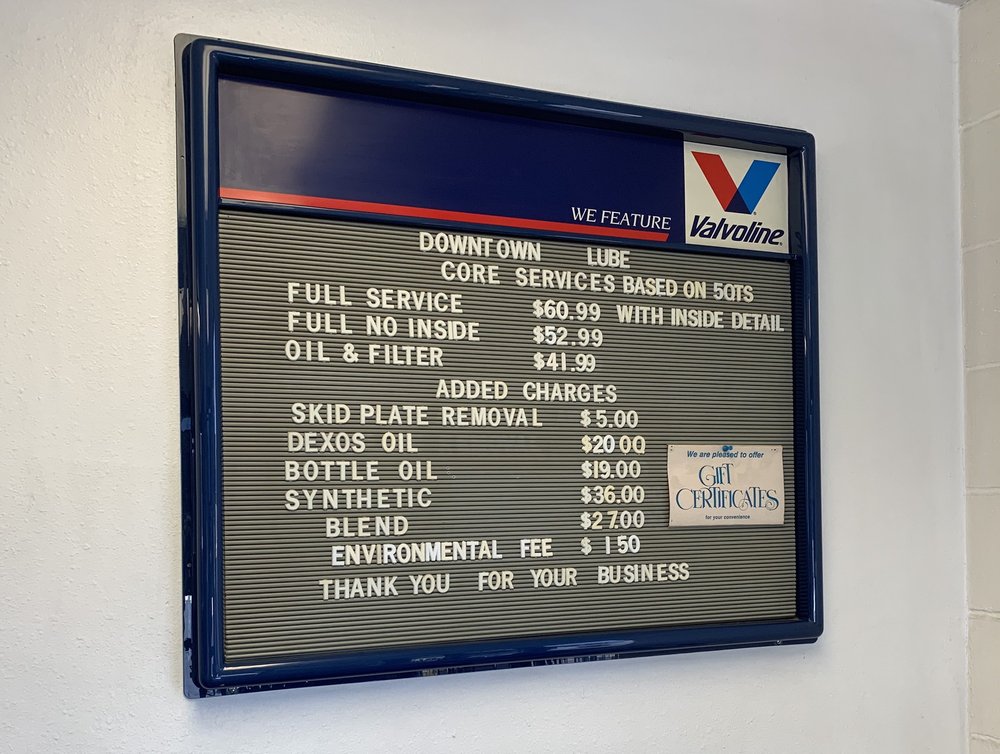 WE FEATURE
Valvoline
DOWNTOWN LUBE
CORE SERVICES BASED ON 5QTS
FULL SERVICE $60.99 WITH INSIDE DETAIL
FULL NO INSIDE $52.99
OIL & FILTER $41.99
ADDED CHARGES
SKID PLATE REMOVAL $5.00
DEXOS OIL $20.00
BOTTLE OIL $19.00
SYNTHETIC $36.00
BLEND $27.00
ENVIRONMENTAL FEE $ 1 50
THANK YOU FOR YOUR BUSINESS
We are pleased to offer
GIFT
CERTIFICATES
for your convenience